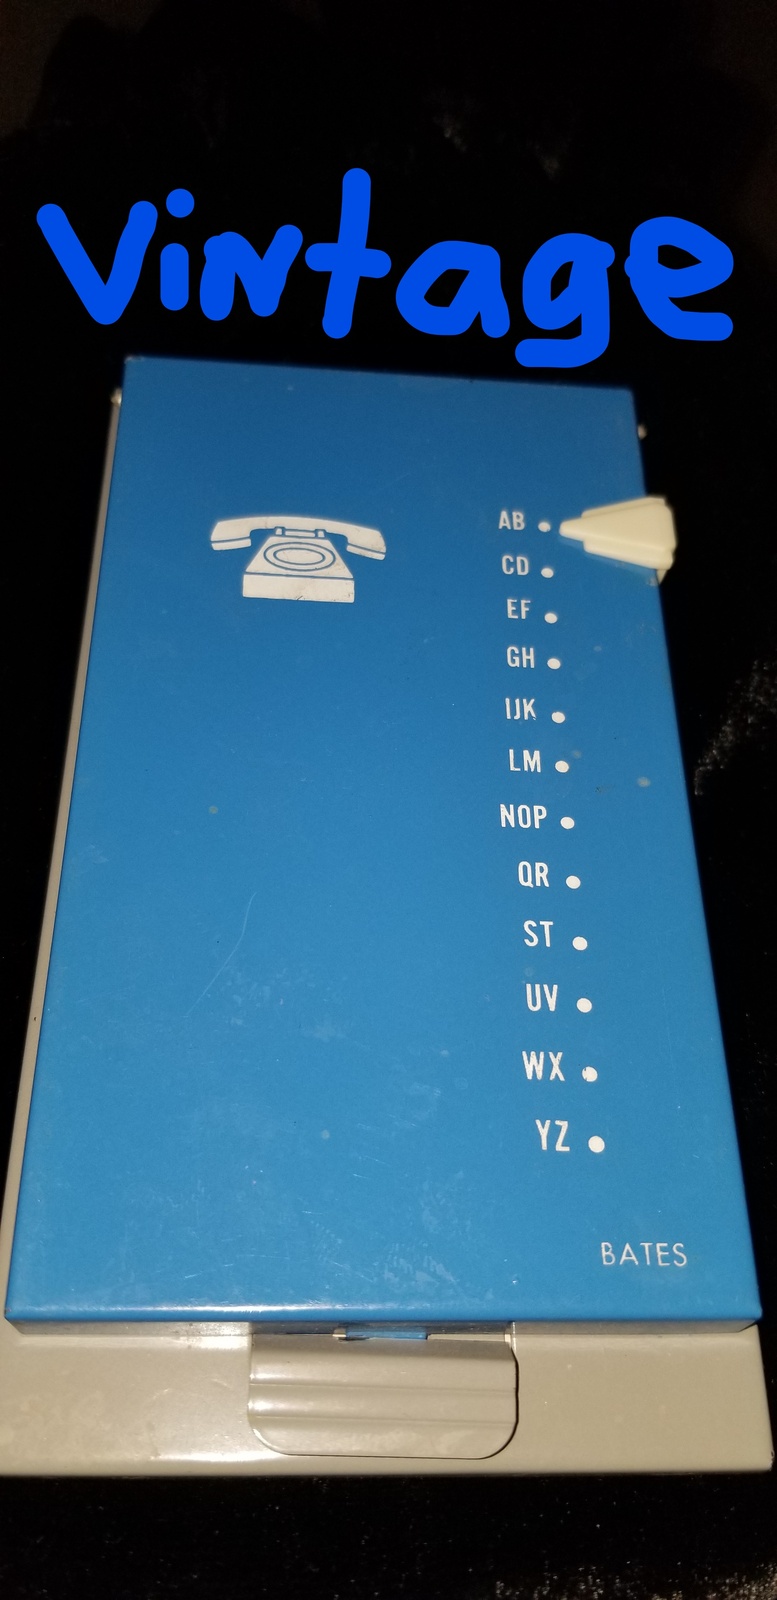 Vintage
AB
CD
EF
GH
IJK
LM
NOP
QR
ST
UV
WX
YZ
BATES